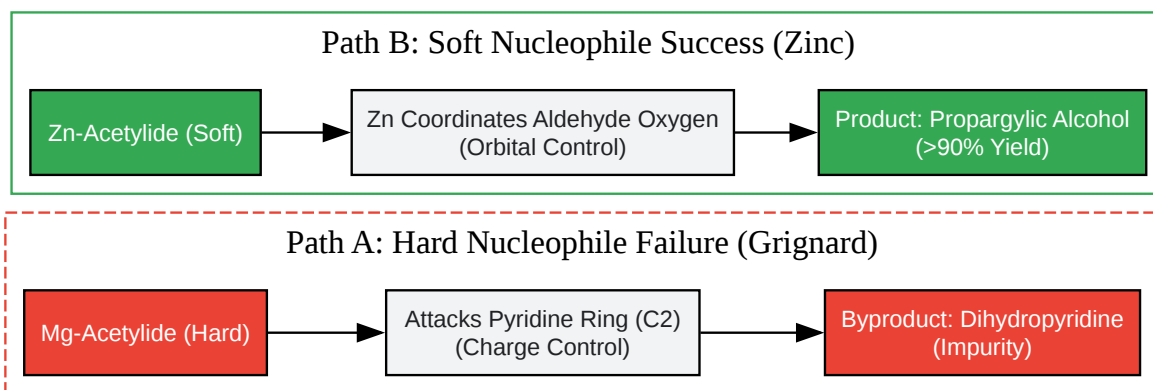 Path B: Soft Nucleophile Success (Zinc)
Zn-Acetylide (Soft)
Zn Coordinates Aldehyde Oxygen
(Orbital Control)
Product: Propargylic Alcohol
(>90% Yield)
Path A: Hard Nucleophile Failure (Grignard)
Mg-Acetylide (Hard)
Attacks Pyridine Ring (C2)
(Charge Control)
Byproduct: Dihydropyridine
(Impurity)